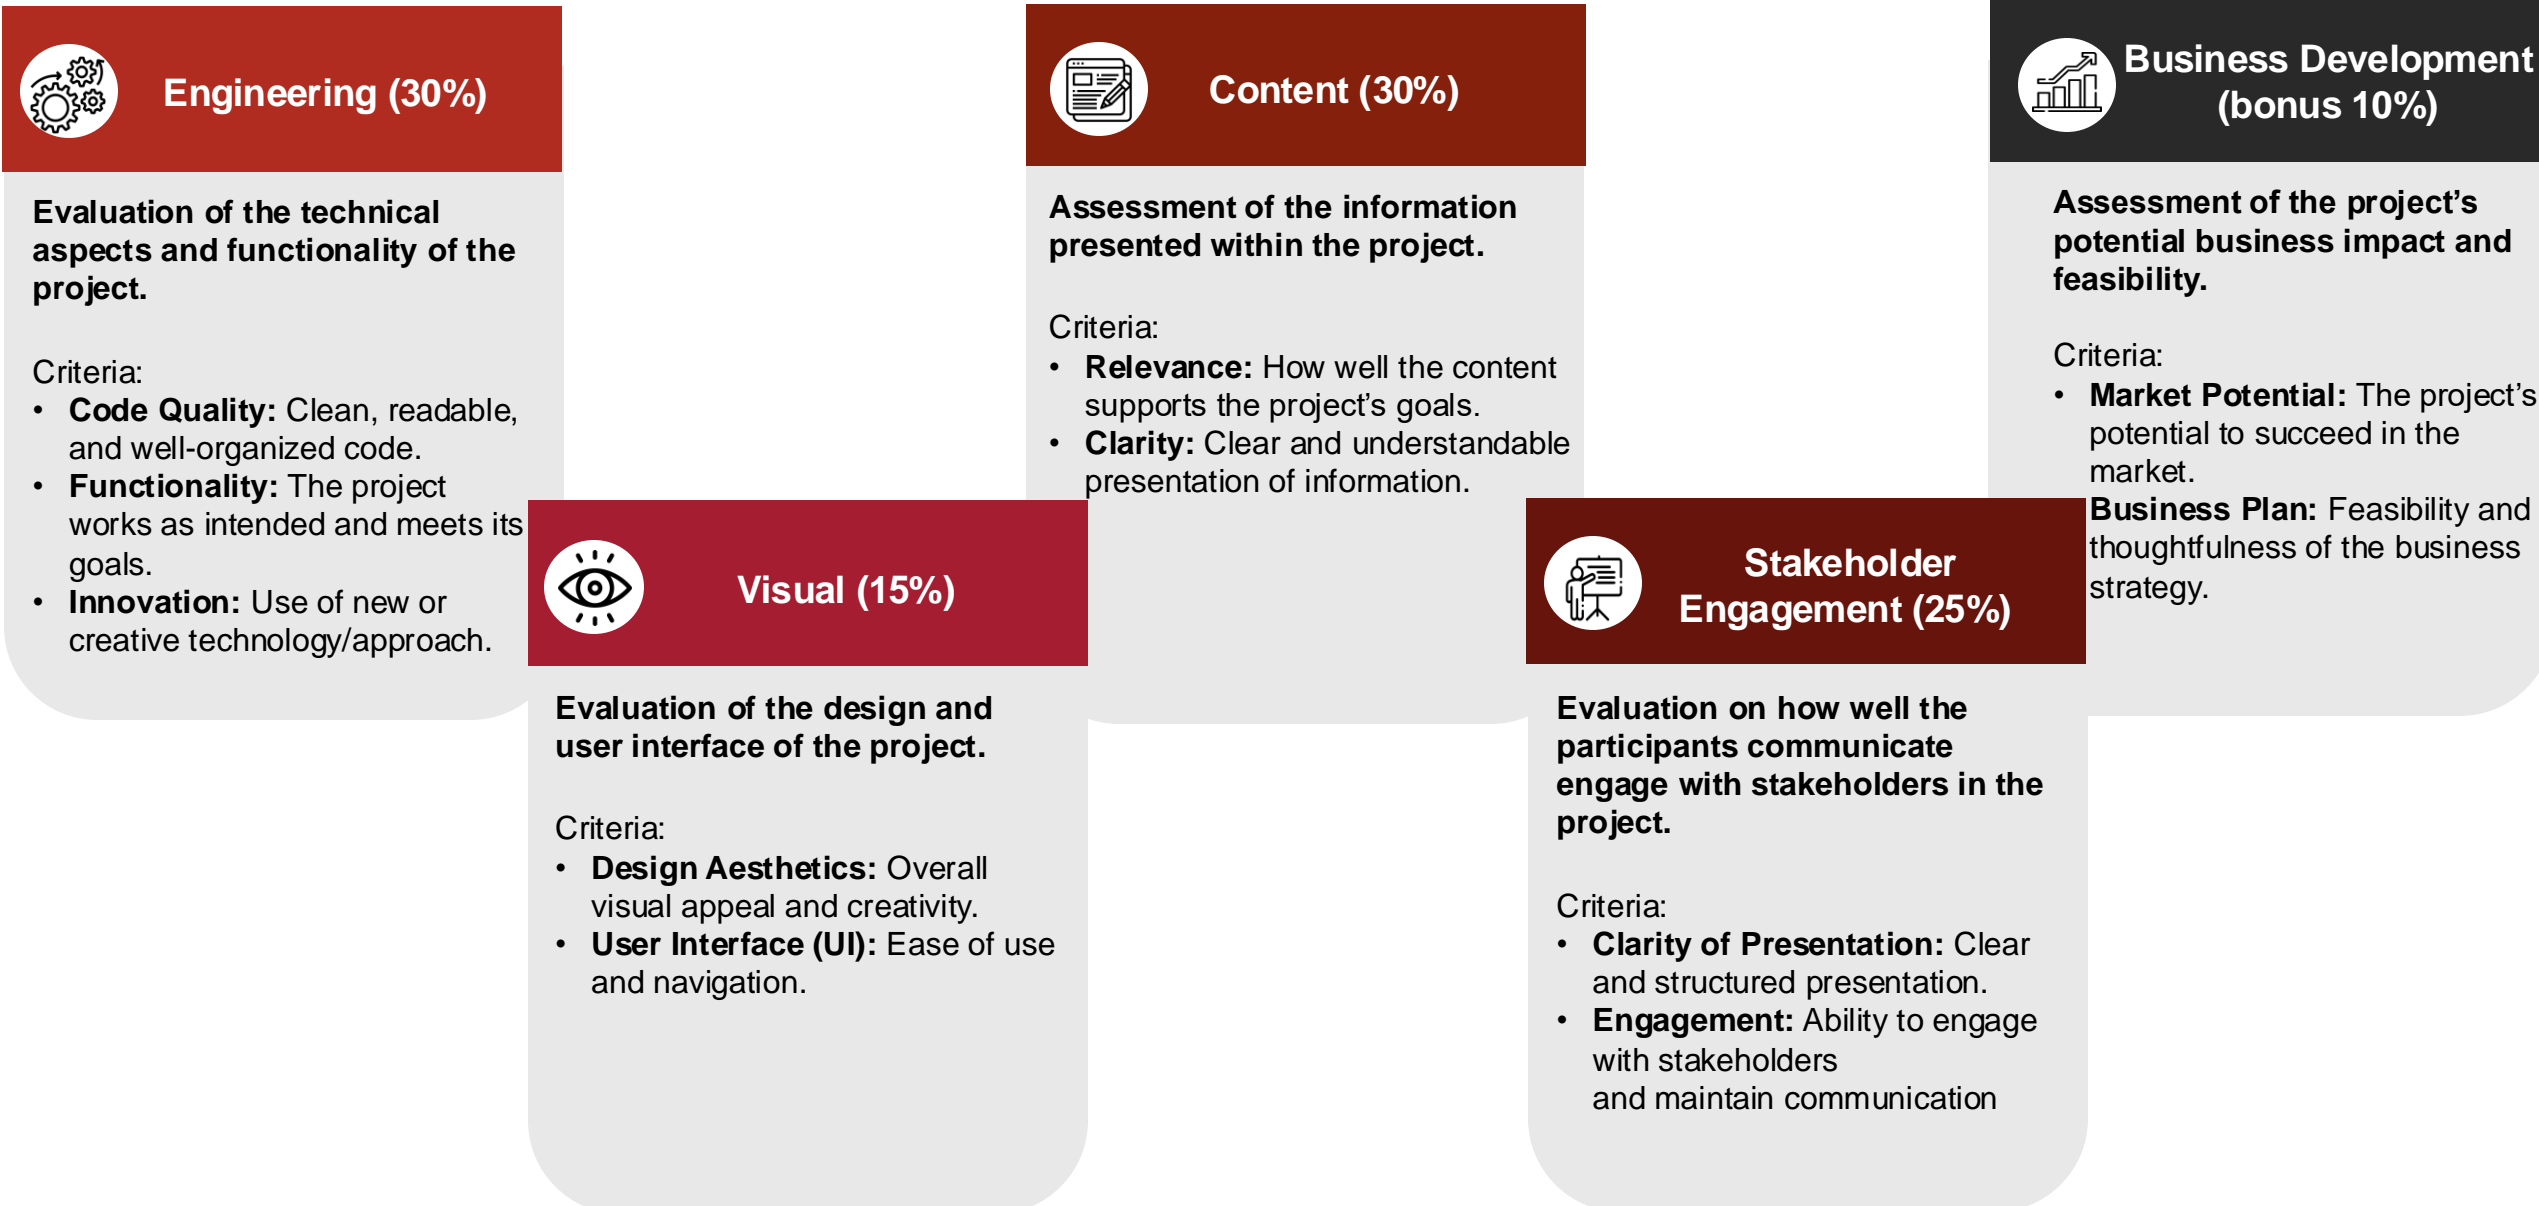 Engineering (30%)
Evaluation of the technical
aspects and functionality of the
project.
Criteria:
• Code Quality: Clean, readable,
and well-organized code.
• Functionality: The project
works as intended and meets its
goals.
• Innovation: Use of new or
creative technology/approach.
Visual (15%)
Evaluation of the design and
user interface of the project.
Criteria:
• Design Aesthetics: Overall
visual appeal and creativity.
• User Interface (UI): Ease of use
and navigation.
Content (30%)
Assessment of the information
presented within the project.
Criteria:
• Relevance: How well the content
supports the project’s goals.
• Clarity: Clear and understandable
presentation of information.
Stakeholder
Engagement (25%)
Evaluation on how well the
participants communicate
engage with stakeholders in the
project.
Criteria:
• Clarity of Presentation: Clear
and structured presentation.
• Engagement: Ability to engage
with stakeholders
and maintain communication
Business Development
(bonus 10%)
Assessment of the project’s
potential business impact and
feasibility.
Criteria:
• Market Potential: The project’s
potential to succeed in the
market.
Business Plan: Feasibility and
thoughtfulness of the business
strategy.